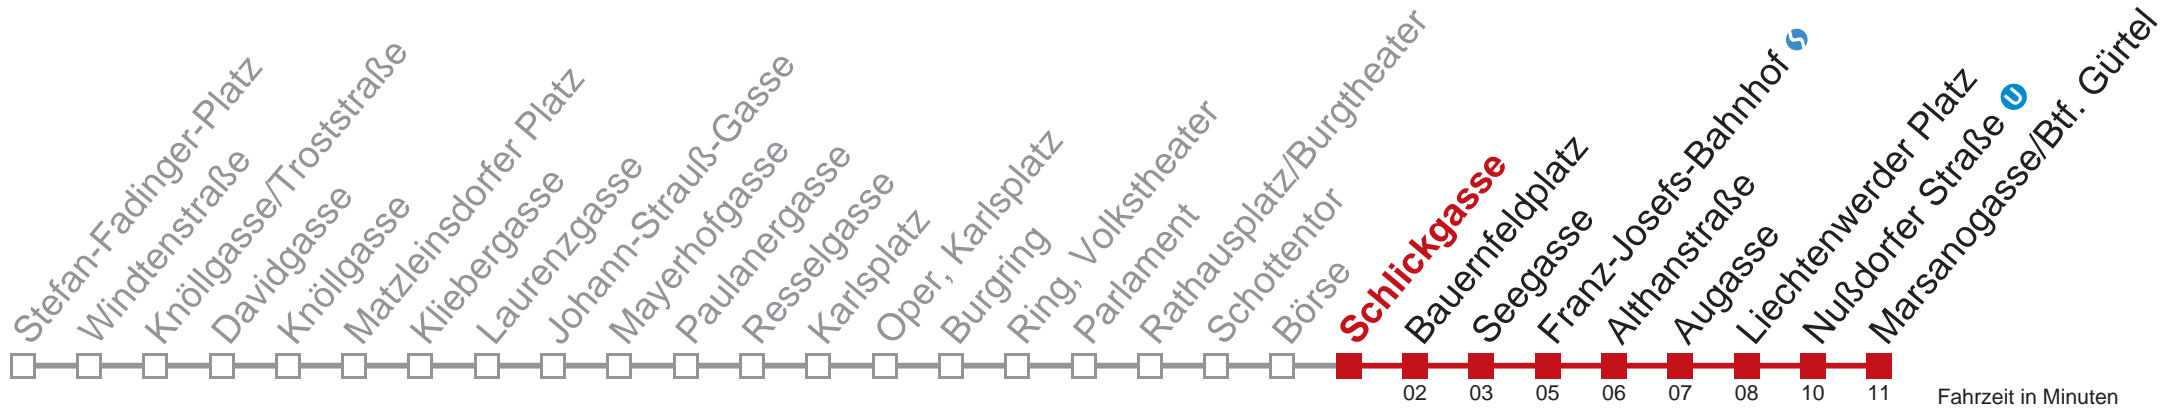 Stefan-Fadinger-Platz
Windtenstraße
Knöllgasse/Troststraße
Davidgasse
Knöllgasse
Matzleinsdorfer Platz
Kliebergasse
Laurenzgasse
Johann-Strauß-Gasse
Mayerhofgasse
Paulanergasse
Resselgasse
Karlsplatz
Oper, Karlsplatz
Burgring
Ring, Volkstheater
Parlament
Rathausplatz/Burgtheater
Schottentor
Börse
Schlickgasse
Bauernfeldplatz
Seegasse
Franz-Josefs-Bahnhof S
Althanstraße
Augasse
Liechtenwerder Platz
Nußdorfer Straße U
Marsanogasse/Btf. Gürtel
02 03 05 06 07 08 10 11 Fahrzeit in Minuten